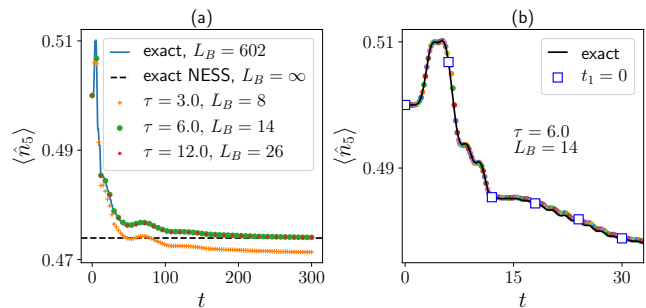 (a)
0.51
0.49
0.47
⟨n̂₅⟩
exact, L_B = 602
exact NESS, L_B = ∞
τ = 3.0, L_B = 8
τ = 6.0, L_B = 14
τ = 12.0, L_B = 26
0 100 200 300
t
(b)
0.51
0.49
⟨n̂₅⟩
exact
t₁ = 0
τ = 6.0
L_B = 14
0 15 30
t